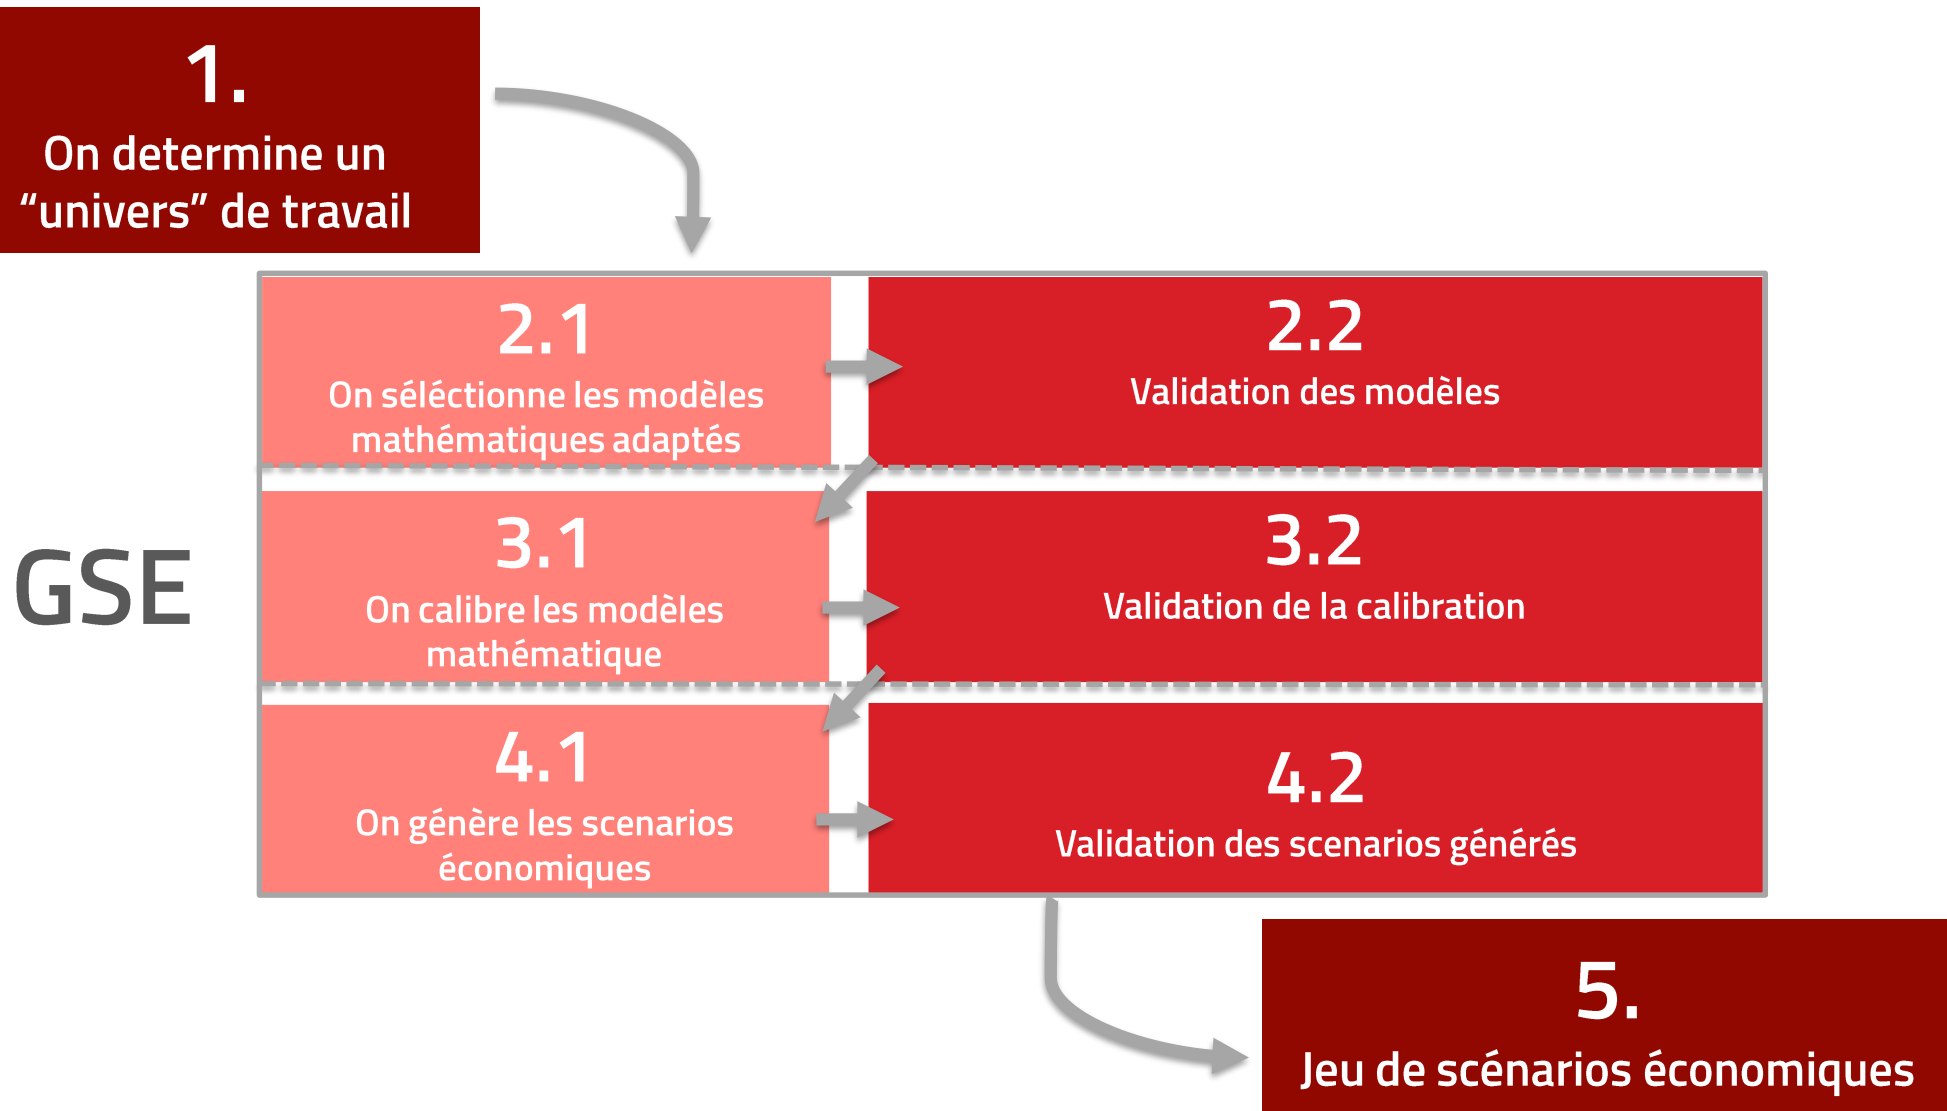 1.
On determine un
“univers” de travail
2.1
On séléctionne les modèles
mathématiques adaptés
2.2
Validation des modèles
GSE
3.1
On calibre les modèles
mathématique
3.2
Validation de la calibration
4.1
On génère les scenarios
économiques
4.2
Validation des scenarios générés
5.
Jeu de scénarios économiques